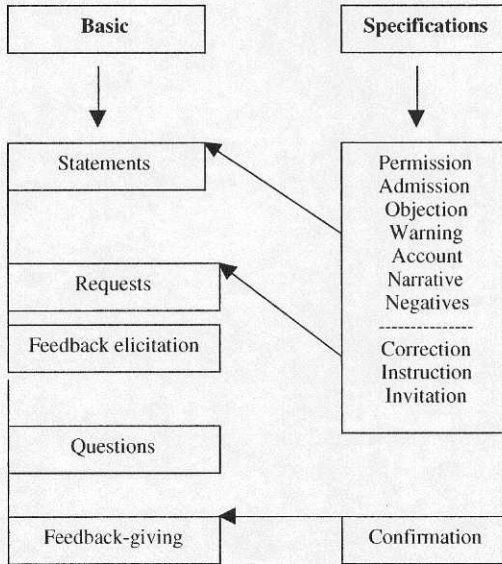 Basic
Specifications
Statements
Requests
Feedback elicitation
Questions
Feedback-giving
Permission
Admission
Objection
Warning
Account
Narrative
Negatives
--------------
Correction
Instruction
Invitation
Confirmation